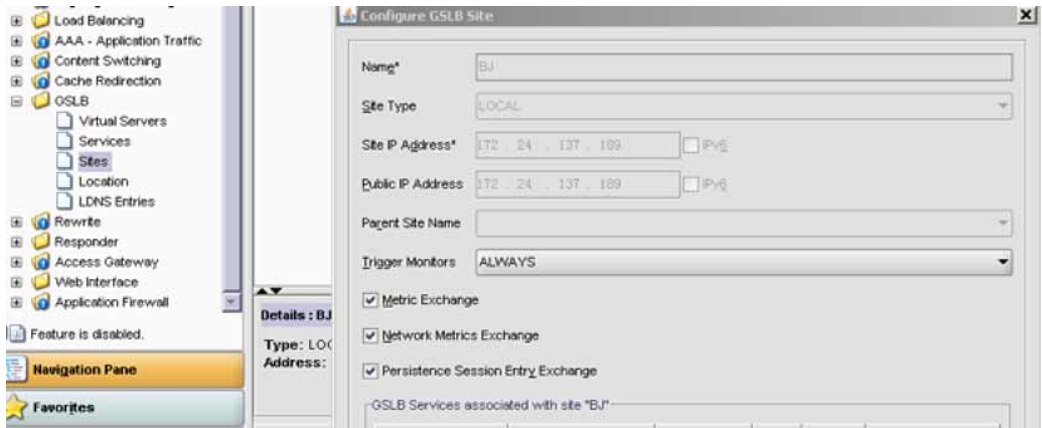 Load Balancing
AAA - Application Traffic
Content Switching
Cache Redirection
GSLB
Virtual Servers
Services
Sites
Location
LDNS Entries
Rewrite
Responder
Access Gateway
Web Interface
Application Firewall
Feature is disabled.
Navigation Pane
Favorites
Details : BJ
Type: LOC
Address:
Configure GSLB Site
Name*
BJ
Site Type
LOCAL
Site IP Address*
172 . 24 . 137 . 189
IPv6
Public IP Address
172 . 24 . 137 . 189
IPv6
Parent Site Name
Trigger Monitors
ALWAYS
Metric Exchange
Network Metrics Exchange
Persistence Session Entry Exchange
GSLB Services associated with site "BJ"